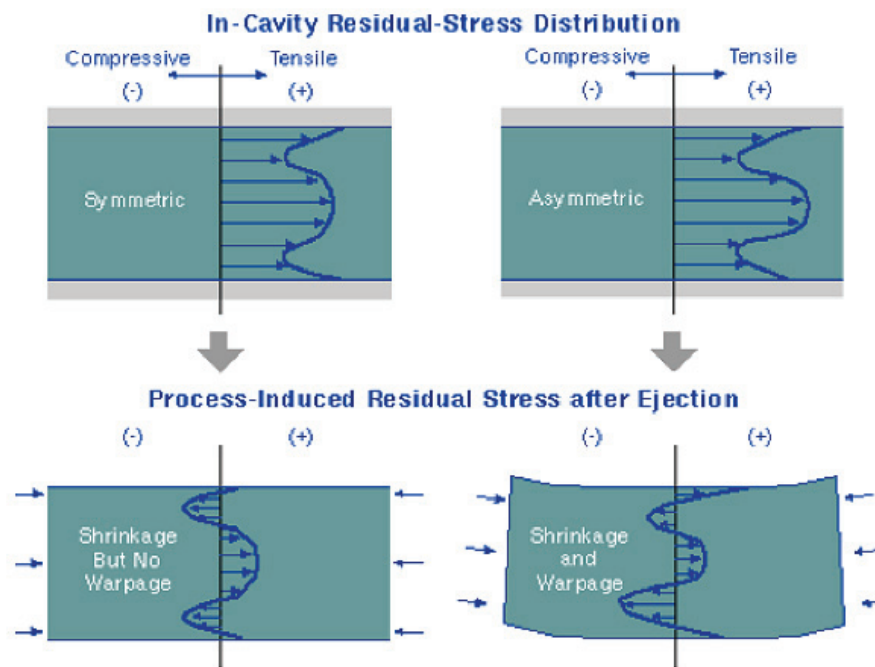 In-Cavity Residual-Stress Distribution
Compressive Tensile
(-) (+)
Symmetric
Compressive Tensile
(-) (+)
Asymmetric
Process-Induced Residual Stress after Ejection
(-) (+)
Shrinkage
But No
Warpage
(-) (+)
Shrinkage
and
Warpage